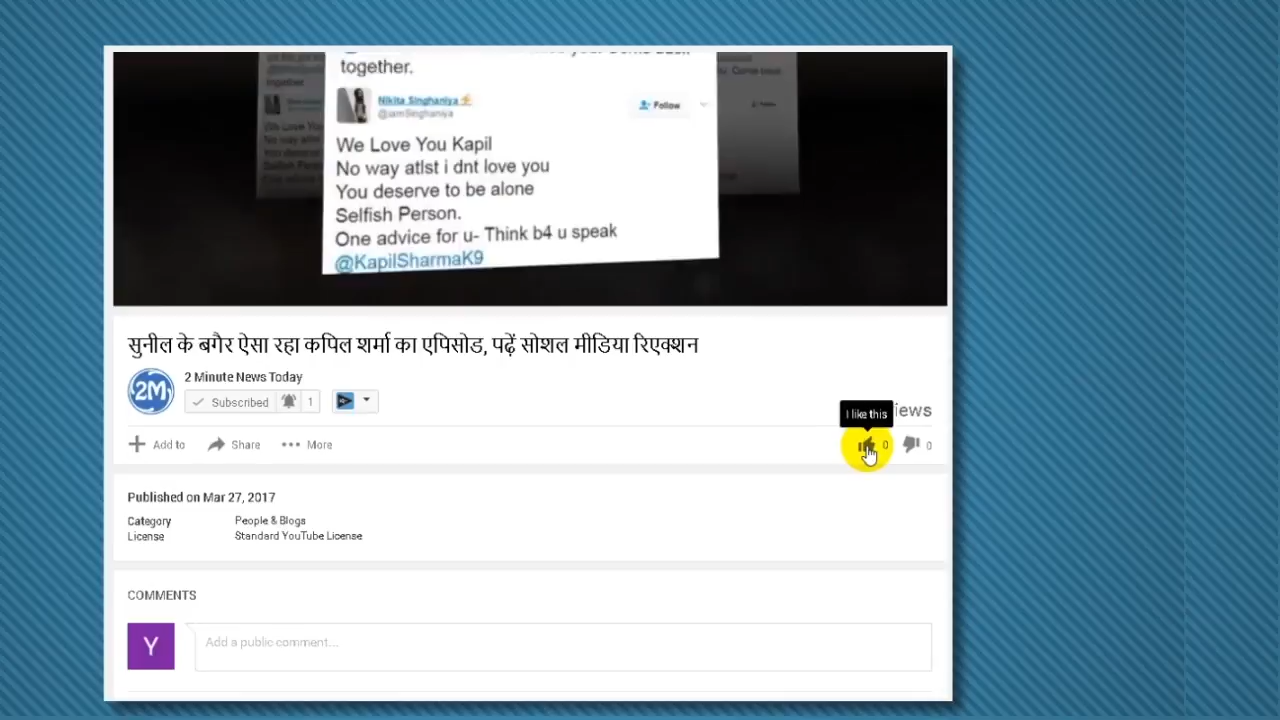 together.
Nikita Singhaniya
@iamSinghaniya
Follow
We Love You Kapil
No way atlst i dnt love you
You deserve to be alone
Selfish Person.
One advice for u- Think b4 u speak
@KapilSharmaK9
सुनील के बगैर ऐसा रहा कपिल शर्मा का एपिसोड, पढ़ें सोशल मीडिया रिएक्शन
2M
2 Minute News Today
Subscribed 1
I like this
iews
Add to Share More 0 0
Published on Mar 27, 2017
Category People & Blogs
License Standard YouTube License
COMMENTS
Y
Add a public comment...